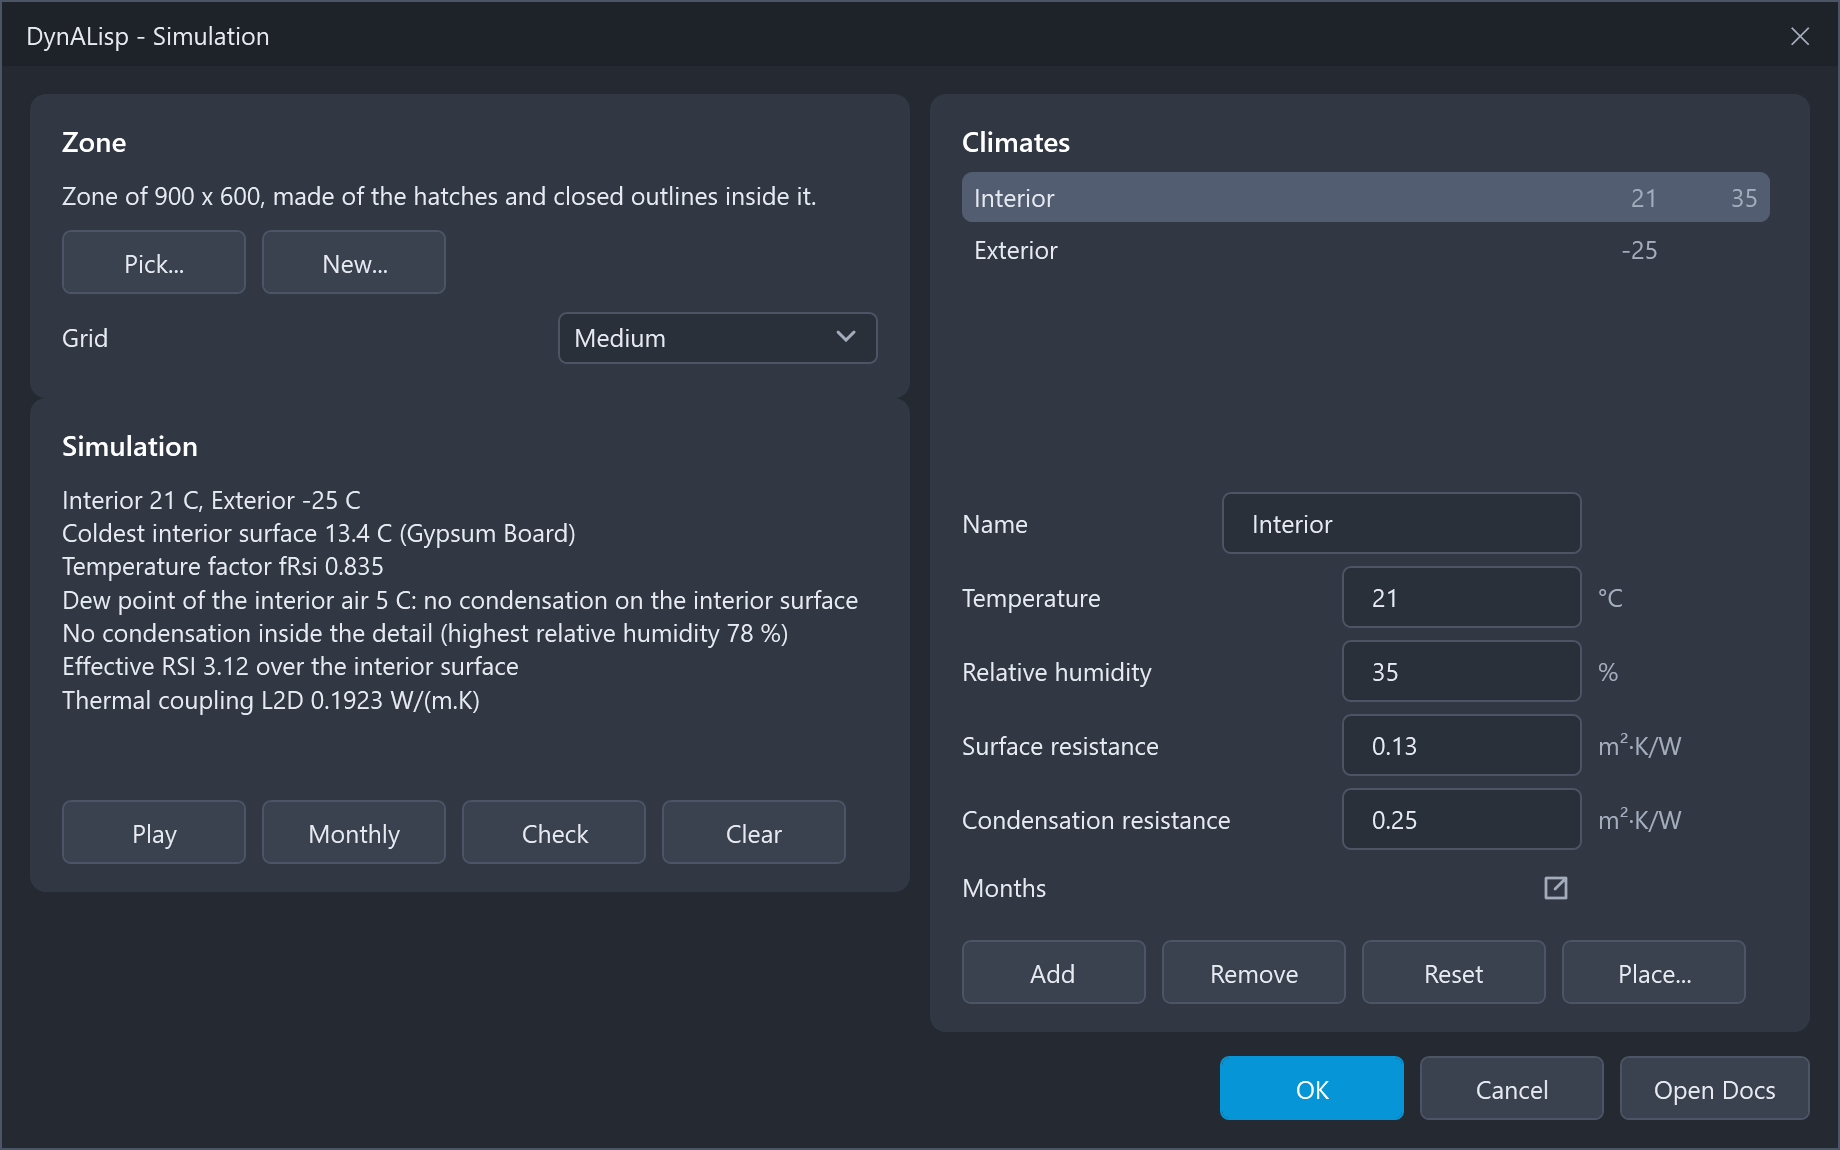 DynALisp - Simulation
Zone
Zone of 900 x 600, made of the hatches and closed outlines inside it.
Pick...
New...
Grid
Medium
Simulation
Interior 21 C, Exterior -25 C
Coldest interior surface 13.4 C (Gypsum Board)
Temperature factor fRsi 0.835
Dew point of the interior air 5 C: no condensation on the interior surface
No condensation inside the detail (highest relative humidity 78 %)
Effective RSI 3.12 over the interior surface
Thermal coupling L2D 0.1923 W/(m.K)
Play
Monthly
Check
Clear
Climates
Interior 21 35
Exterior -25
Name Interior
Temperature 21 °C
Relative humidity 35 %
Surface resistance 0.13 m²·K/W
Condensation resistance 0.25 m²·K/W
Months
Add
Remove
Reset
Place...
OK
Cancel
Open Docs